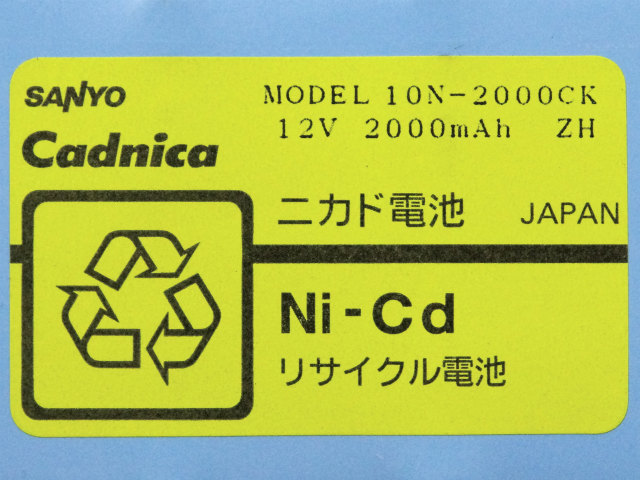 SANYO
Cadnica
MODEL 10N-2000CK
12V 2000mAh ZH
ニカド電池 JAPAN
Ni-Cd
リサイクル電池